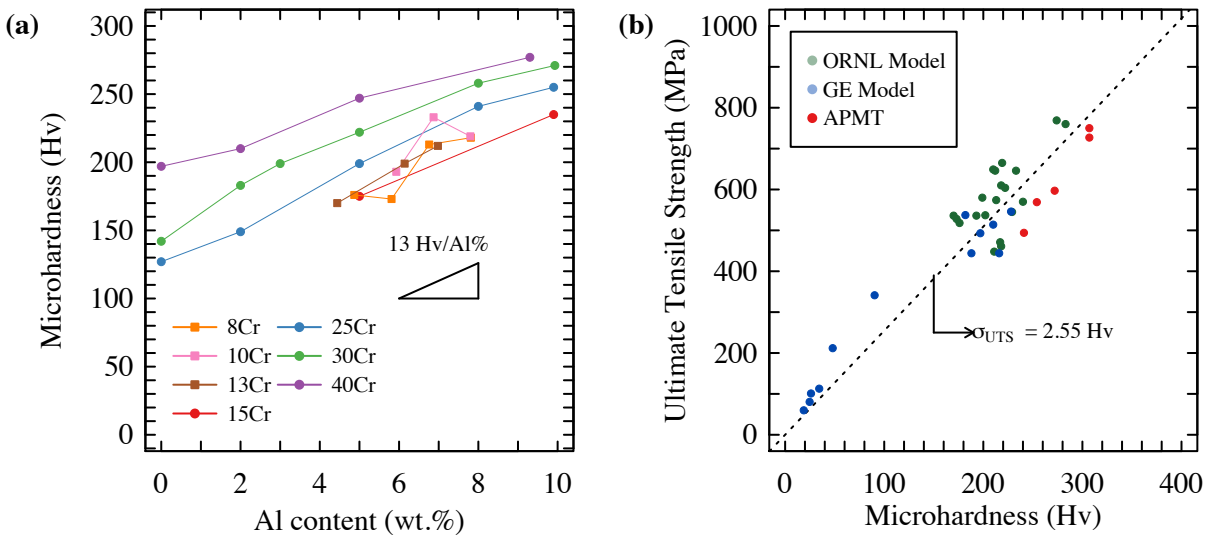 (a)
Microhardness (Hv)
300
250
200
150
100
50
0
13 Hv/Al%
8Cr
10Cr
13Cr
15Cr
25Cr
30Cr
40Cr
0 2 4 6 8 10
Al content (wt.%)
(b)
Ultimate Tensile Strength (MPa)
1000
800
600
400
200
0
ORNL Model
GE Model
APMT
σUTS = 2.55 Hv
0 100 200 300 400
Microhardness (Hv)